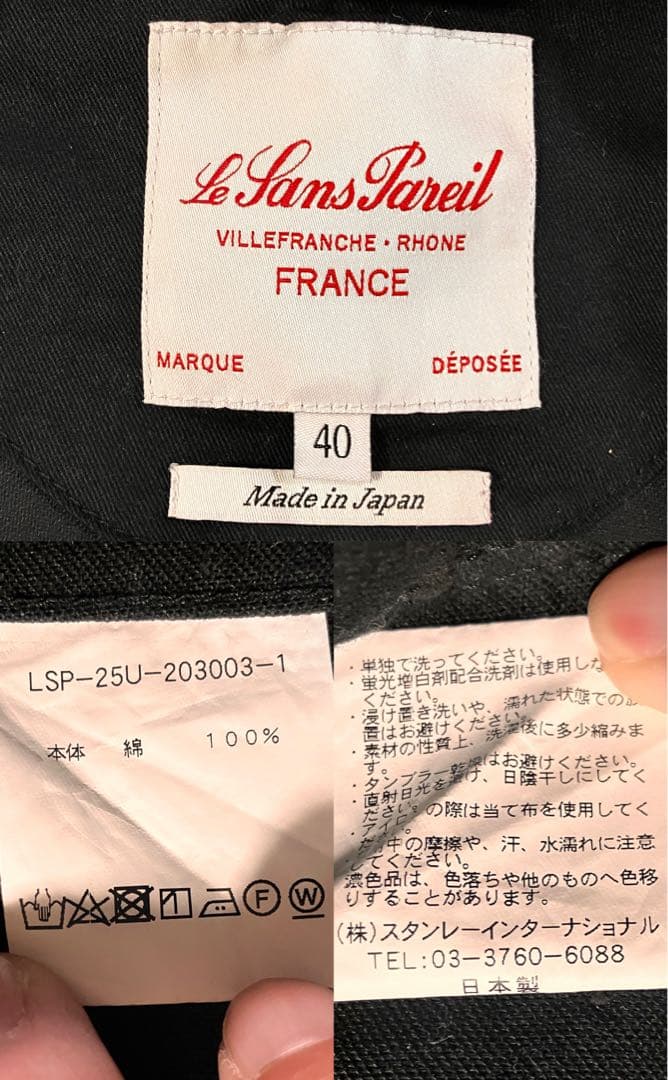 Le Sans Pareil
VILLEFRANCHE・RHONE
FRANCE
MARQUE DÉPOSÉE
40
Made in Japan
LSP-25U-203003-1
本体 綿 100%
F W
・単独で洗ってください。
・蛍光増白剤配合洗剤は使用しな
ください。
・浸け置き洗いや、濡れた状態での
置はお避けください。
・素材の性質上、洗濯後に多少縮みま
す。
・タンブラー乾燥はお避けください。
・直射日光を避け、日陰干しにしてく
ださい。
の際は当て布を使用してく
中の摩擦や、汗、水濡れに注意
してください。
濃色品は、色落ちや他のものへ色移
りすることがあります。
(株)スタンレーインターナショナル
TEL:03-3760-6088
日本製